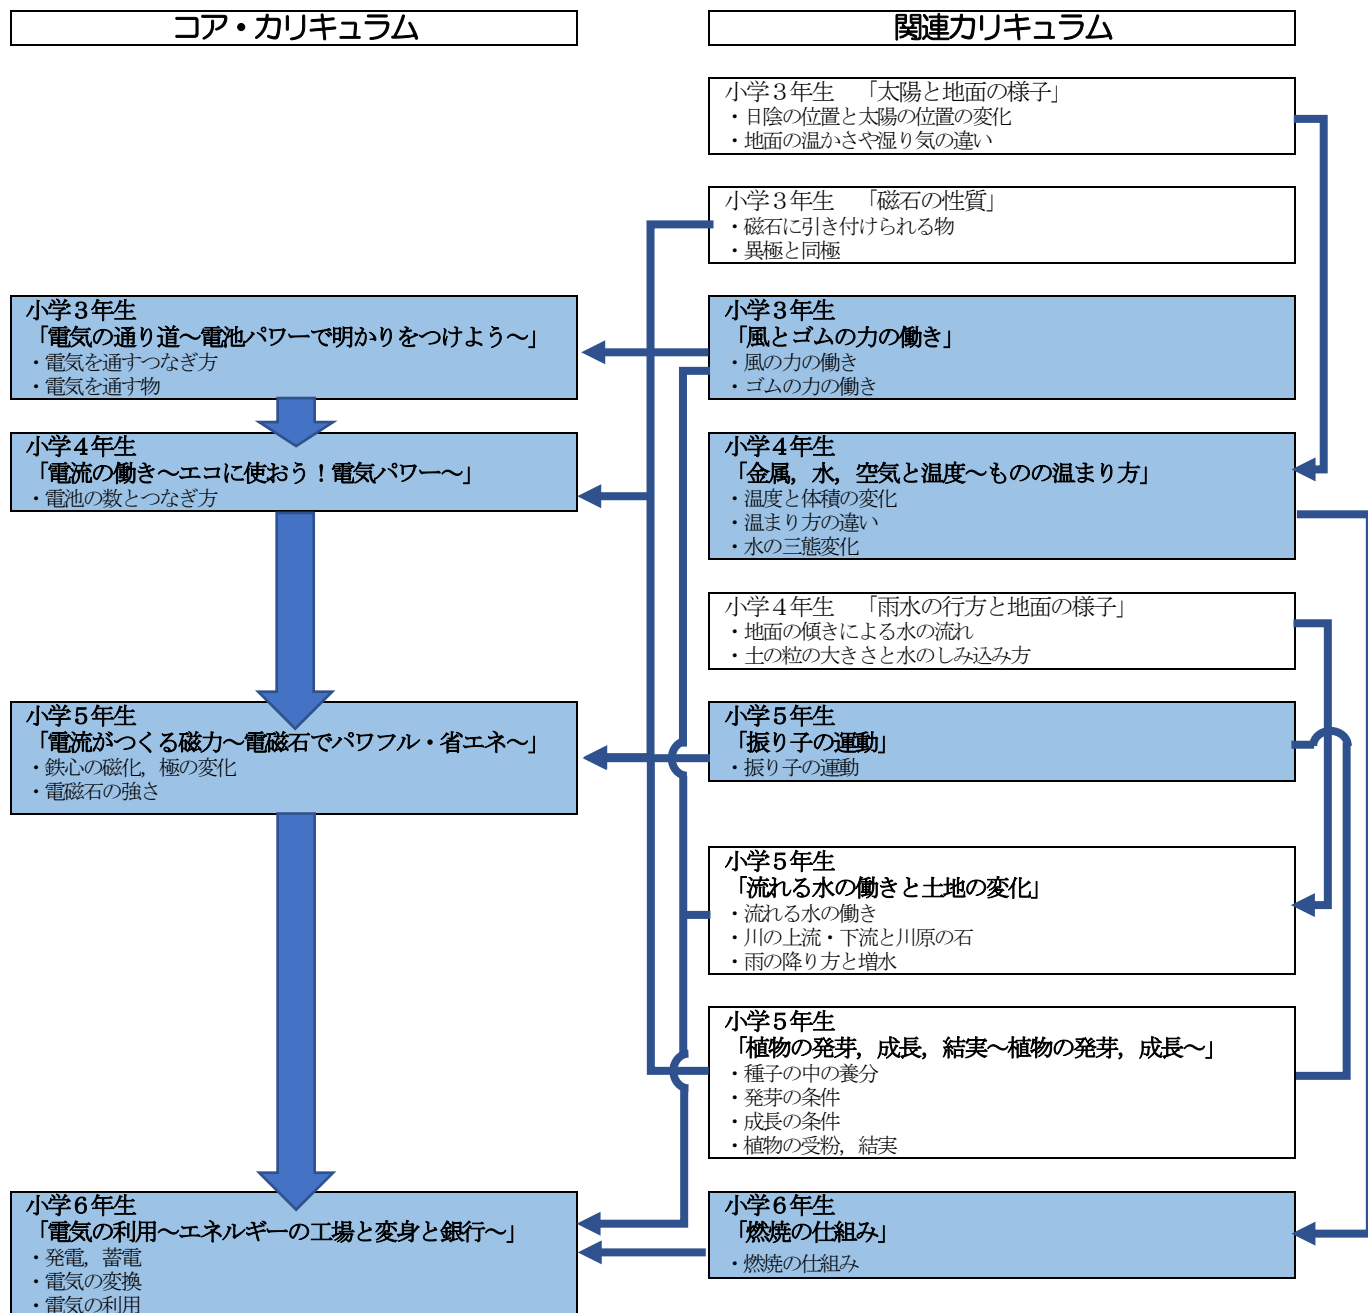 コア・カリキュラム
関連カリキュラム
小学３年生　「太陽と地面の様子」
・日陰の位置と太陽の位置の変化
・地面の温かさや湿り気の違い
小学３年生　「磁石の性質」
・磁石に引き付けられる物
・異極と同極
小学３年生
「電気の通り道～電池パワーで明かりをつけよう～」
・電気を通すつなぎ方
・電気を通す物
小学３年生
「風とゴムの力の働き」
・風の力の働き
・ゴムの力の働き
小学４年生
「電流の働き～エコに使おう！電気パワー～」
・電池の数とつなぎ方
小学４年生
「金属，水，空気と温度～ものの温まり方」
・温度と体積の変化
・温まり方の違い
・水の三態変化
小学４年生　「雨水の行方と地面の様子」
・地面の傾きによる水の流れ
・土の粒の大きさと水のしみ込み方
小学５年生
「電流がつくる磁力～電磁石でパワフル・省エネ～」
・鉄心の磁化，極の変化
・電磁石の強さ
小学５年生
「振り子の運動」
・振り子の運動
小学５年生
「流れる水の働きと土地の変化」
・流れる水の働き
・川の上流・下流と川原の石
・雨の降り方と増水
小学５年生
「植物の発芽，成長，結実～植物の発芽，成長～」
・種子の中の養分
・発芽の条件
・成長の条件
・植物の受粉，結実
小学６年生
「電気の利用～エネルギーの工場と変身と銀行～」
・発電，蓄電
・電気の変換
・電気の利用
小学６年生
「燃焼の仕組み」
・燃焼の仕組み